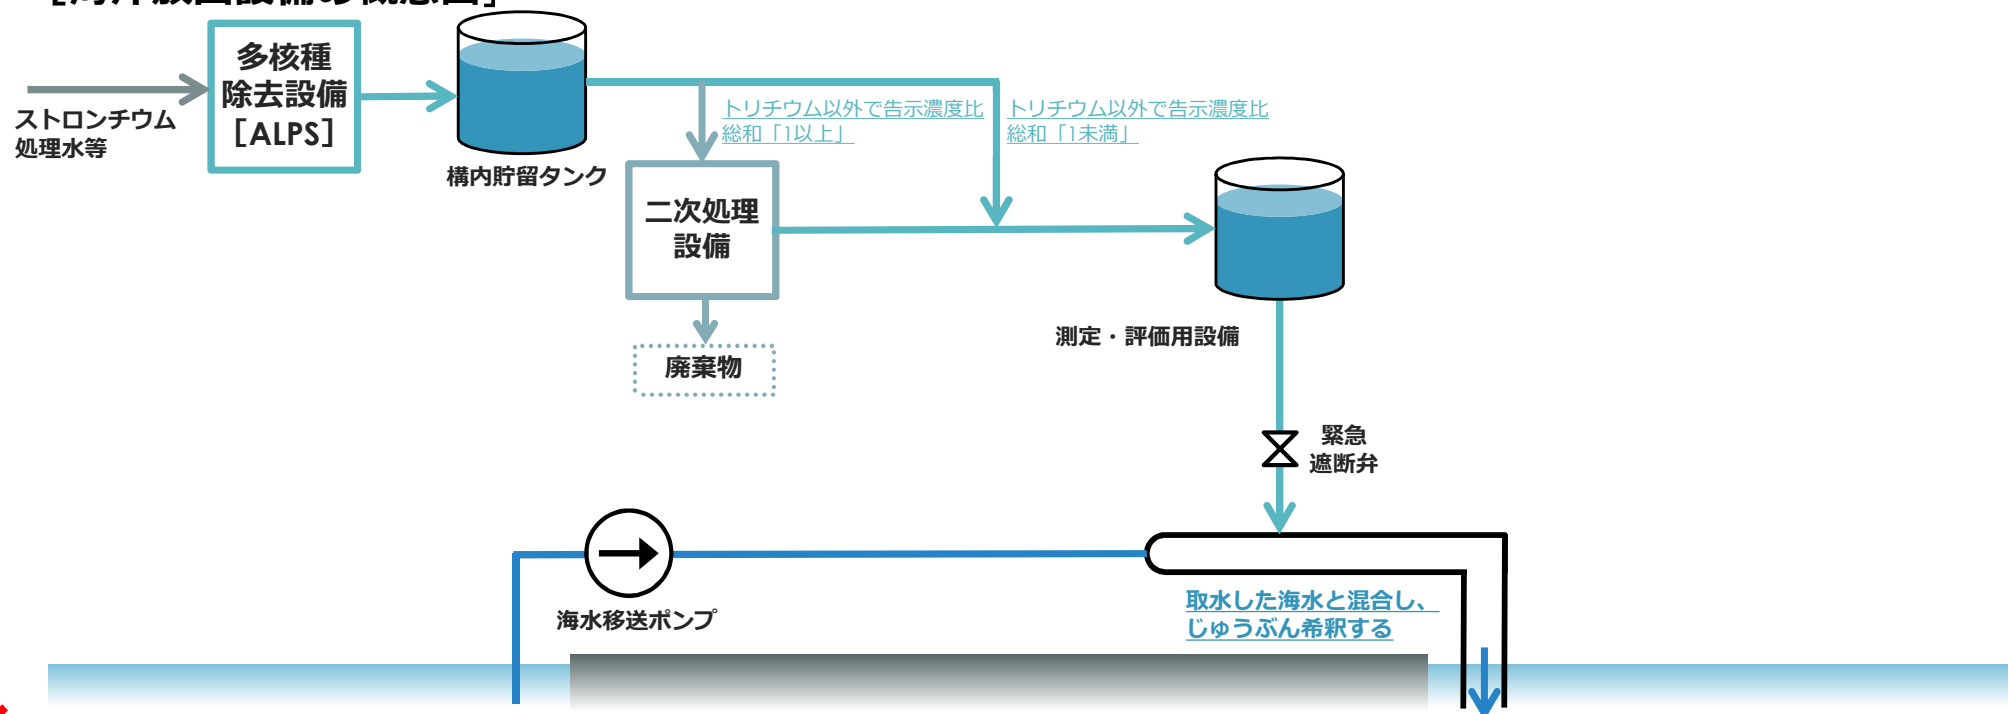 多核種
除去設備
［ALPS］
ストロンチウム
処理水等
構内貯留タンク
トリチウム以外で告示濃度比
総和「1以上」
トリチウム以外で告示濃度比
総和「1未満」
二次処理
設備
廃棄物
測定・評価用設備
緊急
遮断弁
海水移送ポンプ
取水した海水と混合し、
じゅうぶん希釈する